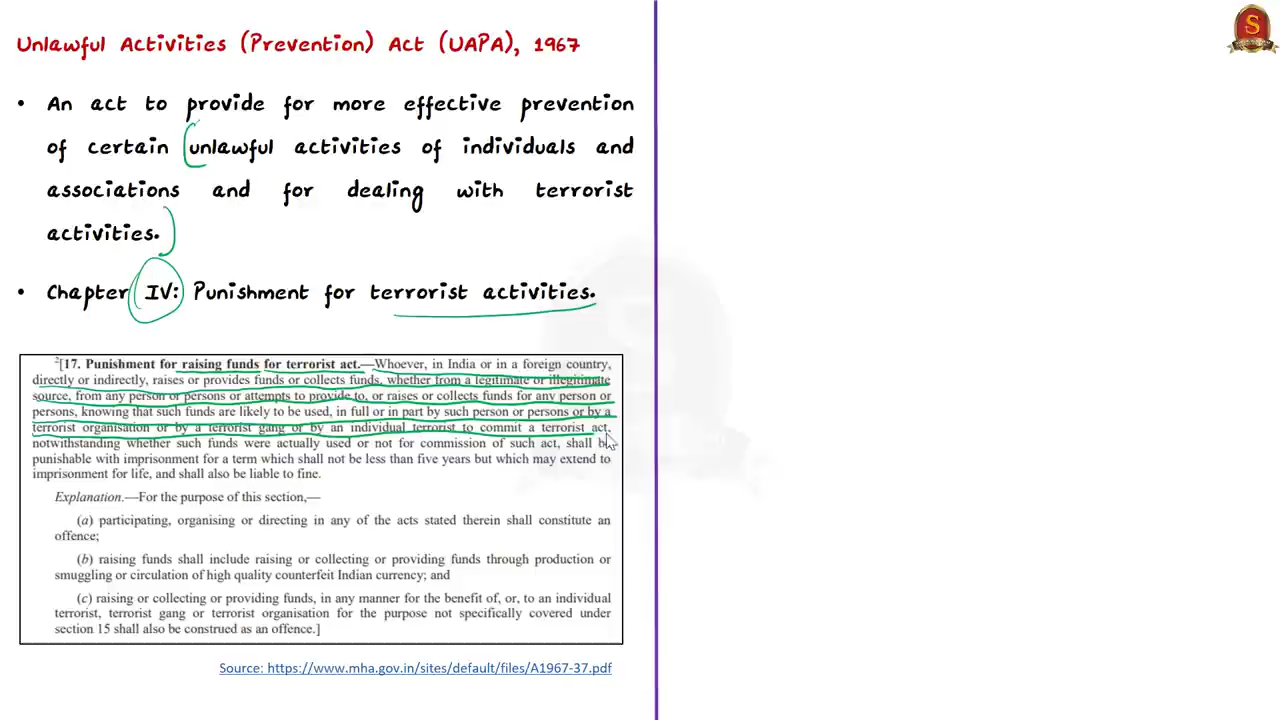 Unlawful Activities (Prevention) Act (UAPA), 1967
• An act to provide for more effective prevention
of certain unlawful activities of individuals and
associations and for dealing with terrorist
activities.
• Chapter IV: Punishment for terrorist activities.
2[17. Punishment for raising funds for terrorist act.—Whoever, in India or in a foreign country,
directly or indirectly, raises or provides funds or collects funds, whether from a legitimate or illegitimate
source, from any person or persons or attempts to provide to, or raises or collects funds for any person or
persons, knowing that such funds are likely to be used, in full or in part by such person or persons or by a
terrorist organisation or by a terrorist gang or by an individual terrorist to commit a terrorist act,
notwithstanding whether such funds were actually used or not for commission of such act, shall be
punishable with imprisonment for a term which shall not be less than five years but which may extend to
imprisonment for life, and shall also be liable to fine.
Explanation.—For the purpose of this section,—
(a) participating, organising or directing in any of the acts stated therein shall constitute an
offence;
(b) raising funds shall include raising or collecting or providing funds through production or
smuggling or circulation of high quality counterfeit Indian currency; and
(c) raising or collecting or providing funds, in any manner for the benefit of, or, to an individual
terrorist, terrorist gang or terrorist organisation for the purpose not specifically covered under
section 15 shall also be construed as an offence.]
Source: https://www.mha.gov.in/sites/default/files/A1967-37.pdf
S